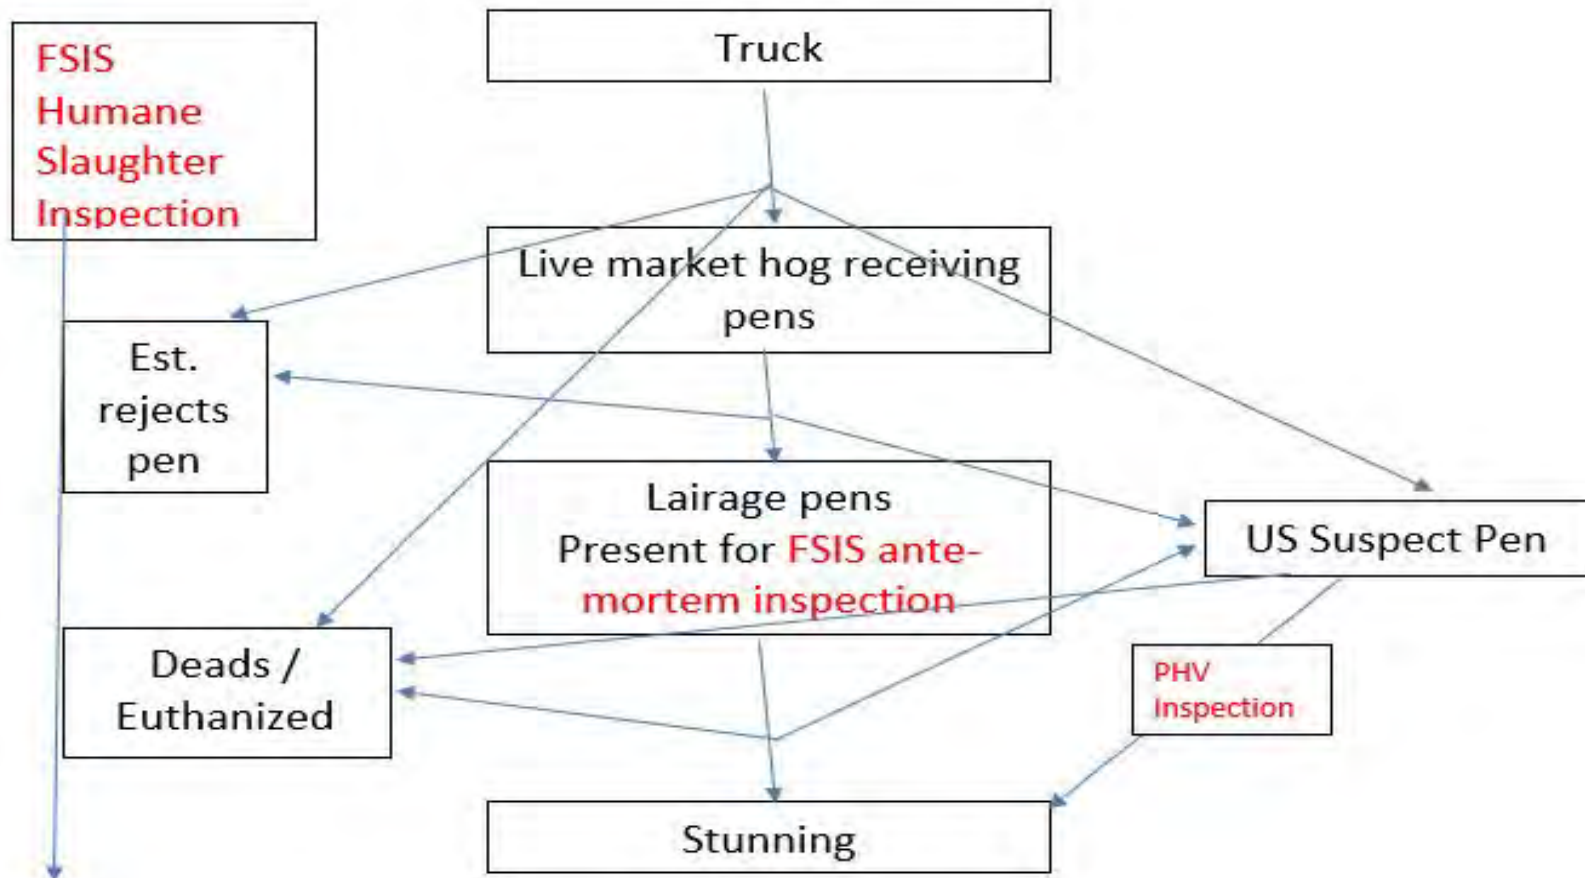 FSIS
Humane
Slaughter
Inspection
Truck
Live market hog receiving
pens
Est.
rejects
pen
Lairage pens
Present for FSIS ante-
mortem inspection
US Suspect Pen
Deads /
Euthanized
PHV
Inspection
Stunning